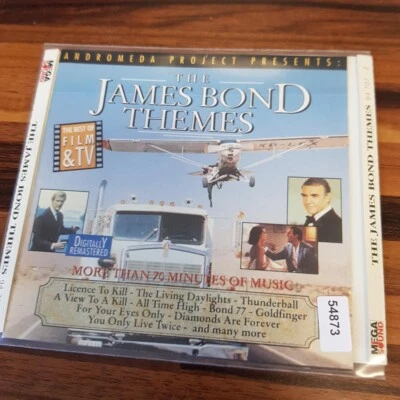 ANDROMEDA PROJECT PRESENTS:
THE
JAMES BOND
THEMES
THE BEST OF
FILM
& TV
DIGITALLY
REMASTERED
MORE THAN 70 MINUTES OF MUSIC
Licence To Kill - The Living Daylights - Thunderball
A View To A Kill - All Time High - Bond 77 - Goldfinger
For Your Eyes Only - Diamonds Are Forever
You Only Live Twice - and many more
54873
MEGA
SOUND
THE JAMES BOND THEMES
THE JAMES BOND THEMES
MEGA
SOUND